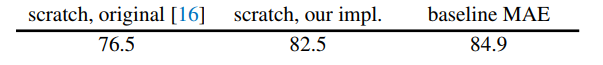 scratch, original [16] scratch, our impl. baseline MAE
76.5 82.5 84.9